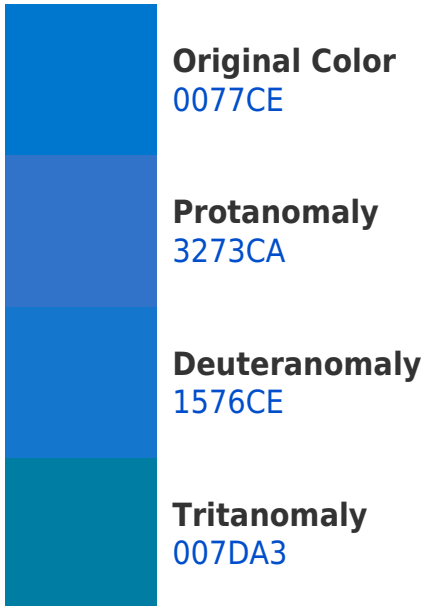 Original Color
0077CE
Protanomaly
3273CA
Deuteranomaly
1576CE
Tritanomaly
007DA3